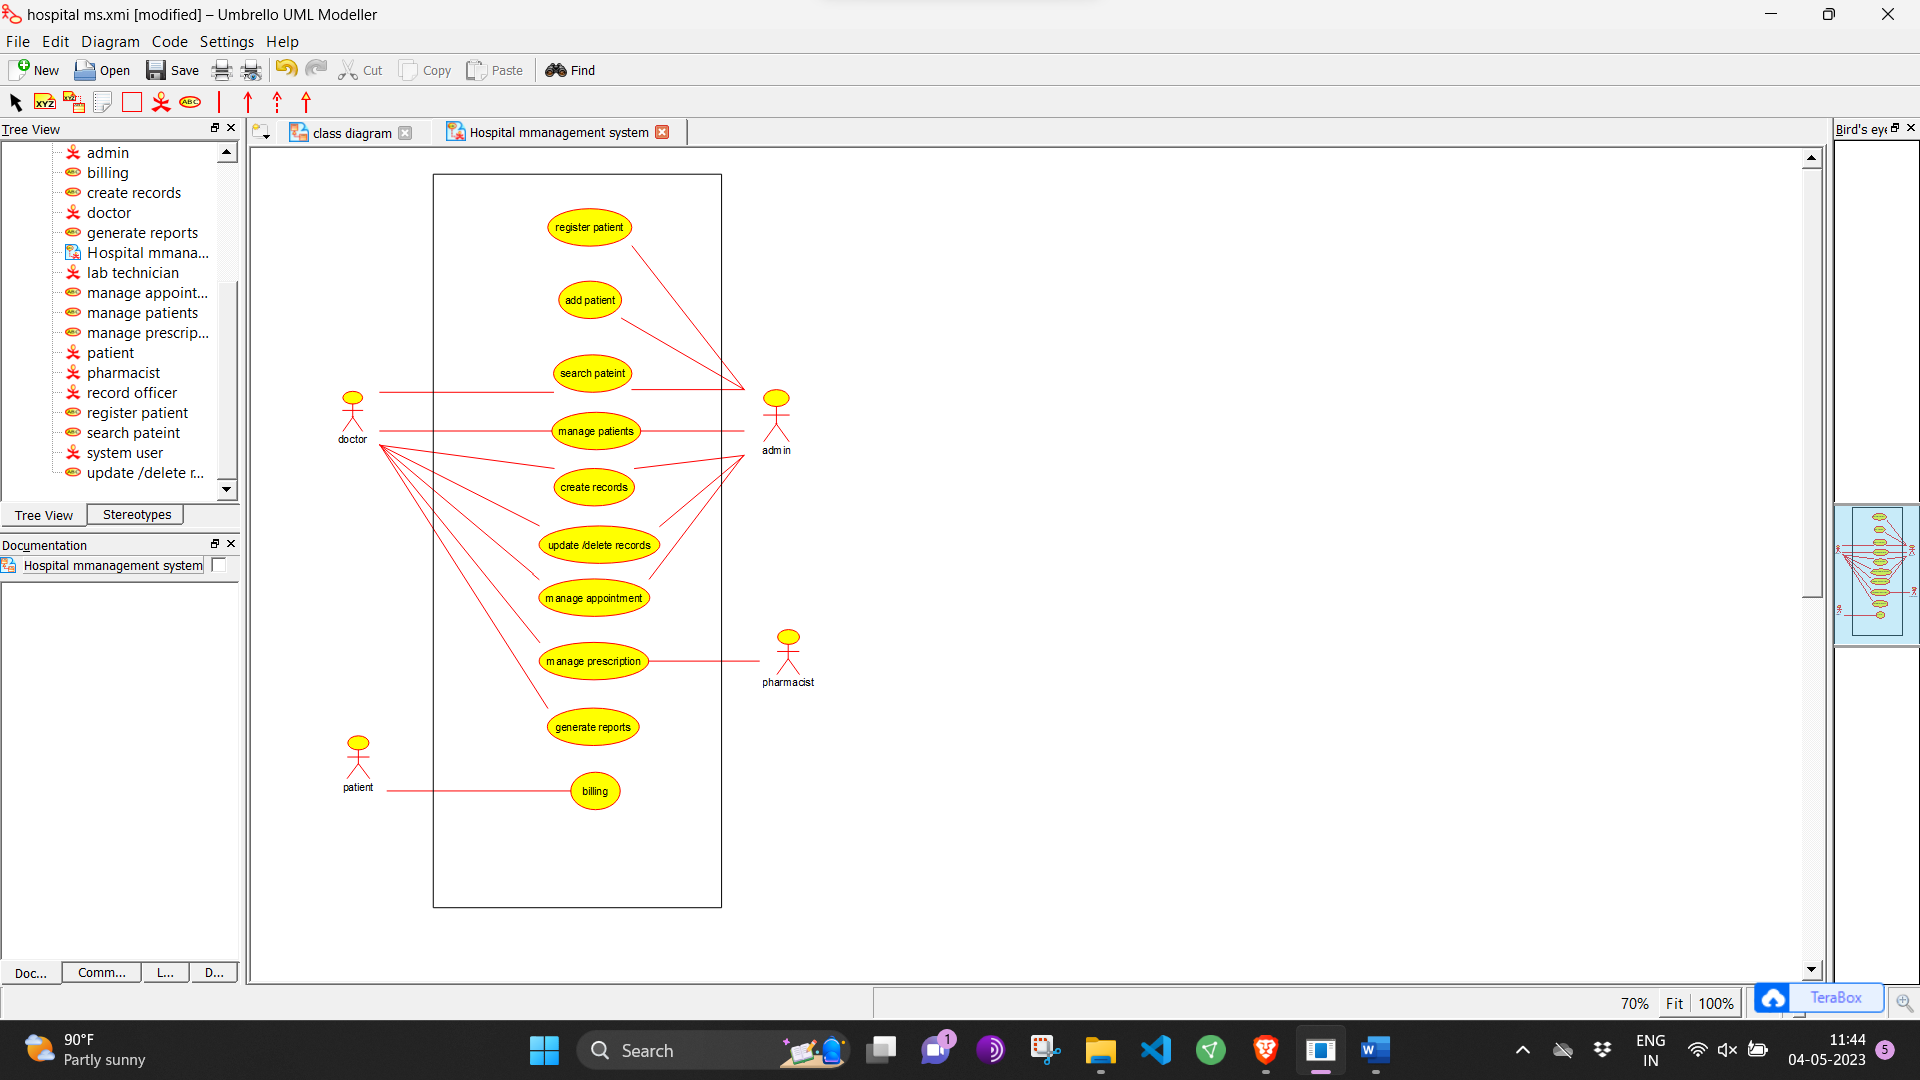 hospital ms.xmi [modified] – Umbrello UML Modeller
File Edit Diagram Code Settings Help
New Open Save Cut Copy Paste Find
XYZ XYZ ABC
Tree View
class diagram
Hospital mmanagement system
Bird's eye
admin
billing
create records
doctor
generate reports
Hospital mmana...
lab technician
manage appoint...
manage patients
manage prescrip...
patient
pharmacist
record officer
register patient
search pateint
system user
update /delete r...
Tree View Stereotypes
Documentation
Hospital mmanagement system
Doc... Comm... L... D...
register patient
add patient
search pateint
manage patients
create records
update /delete records
manage appointment
manage prescription
generate reports
billing
doctor
admin
pharmacist
patient
70% Fit 100%
TeraBox
90°F
Partly sunny
Search
1
W
ENG
IN
11:44
04-05-2023
5